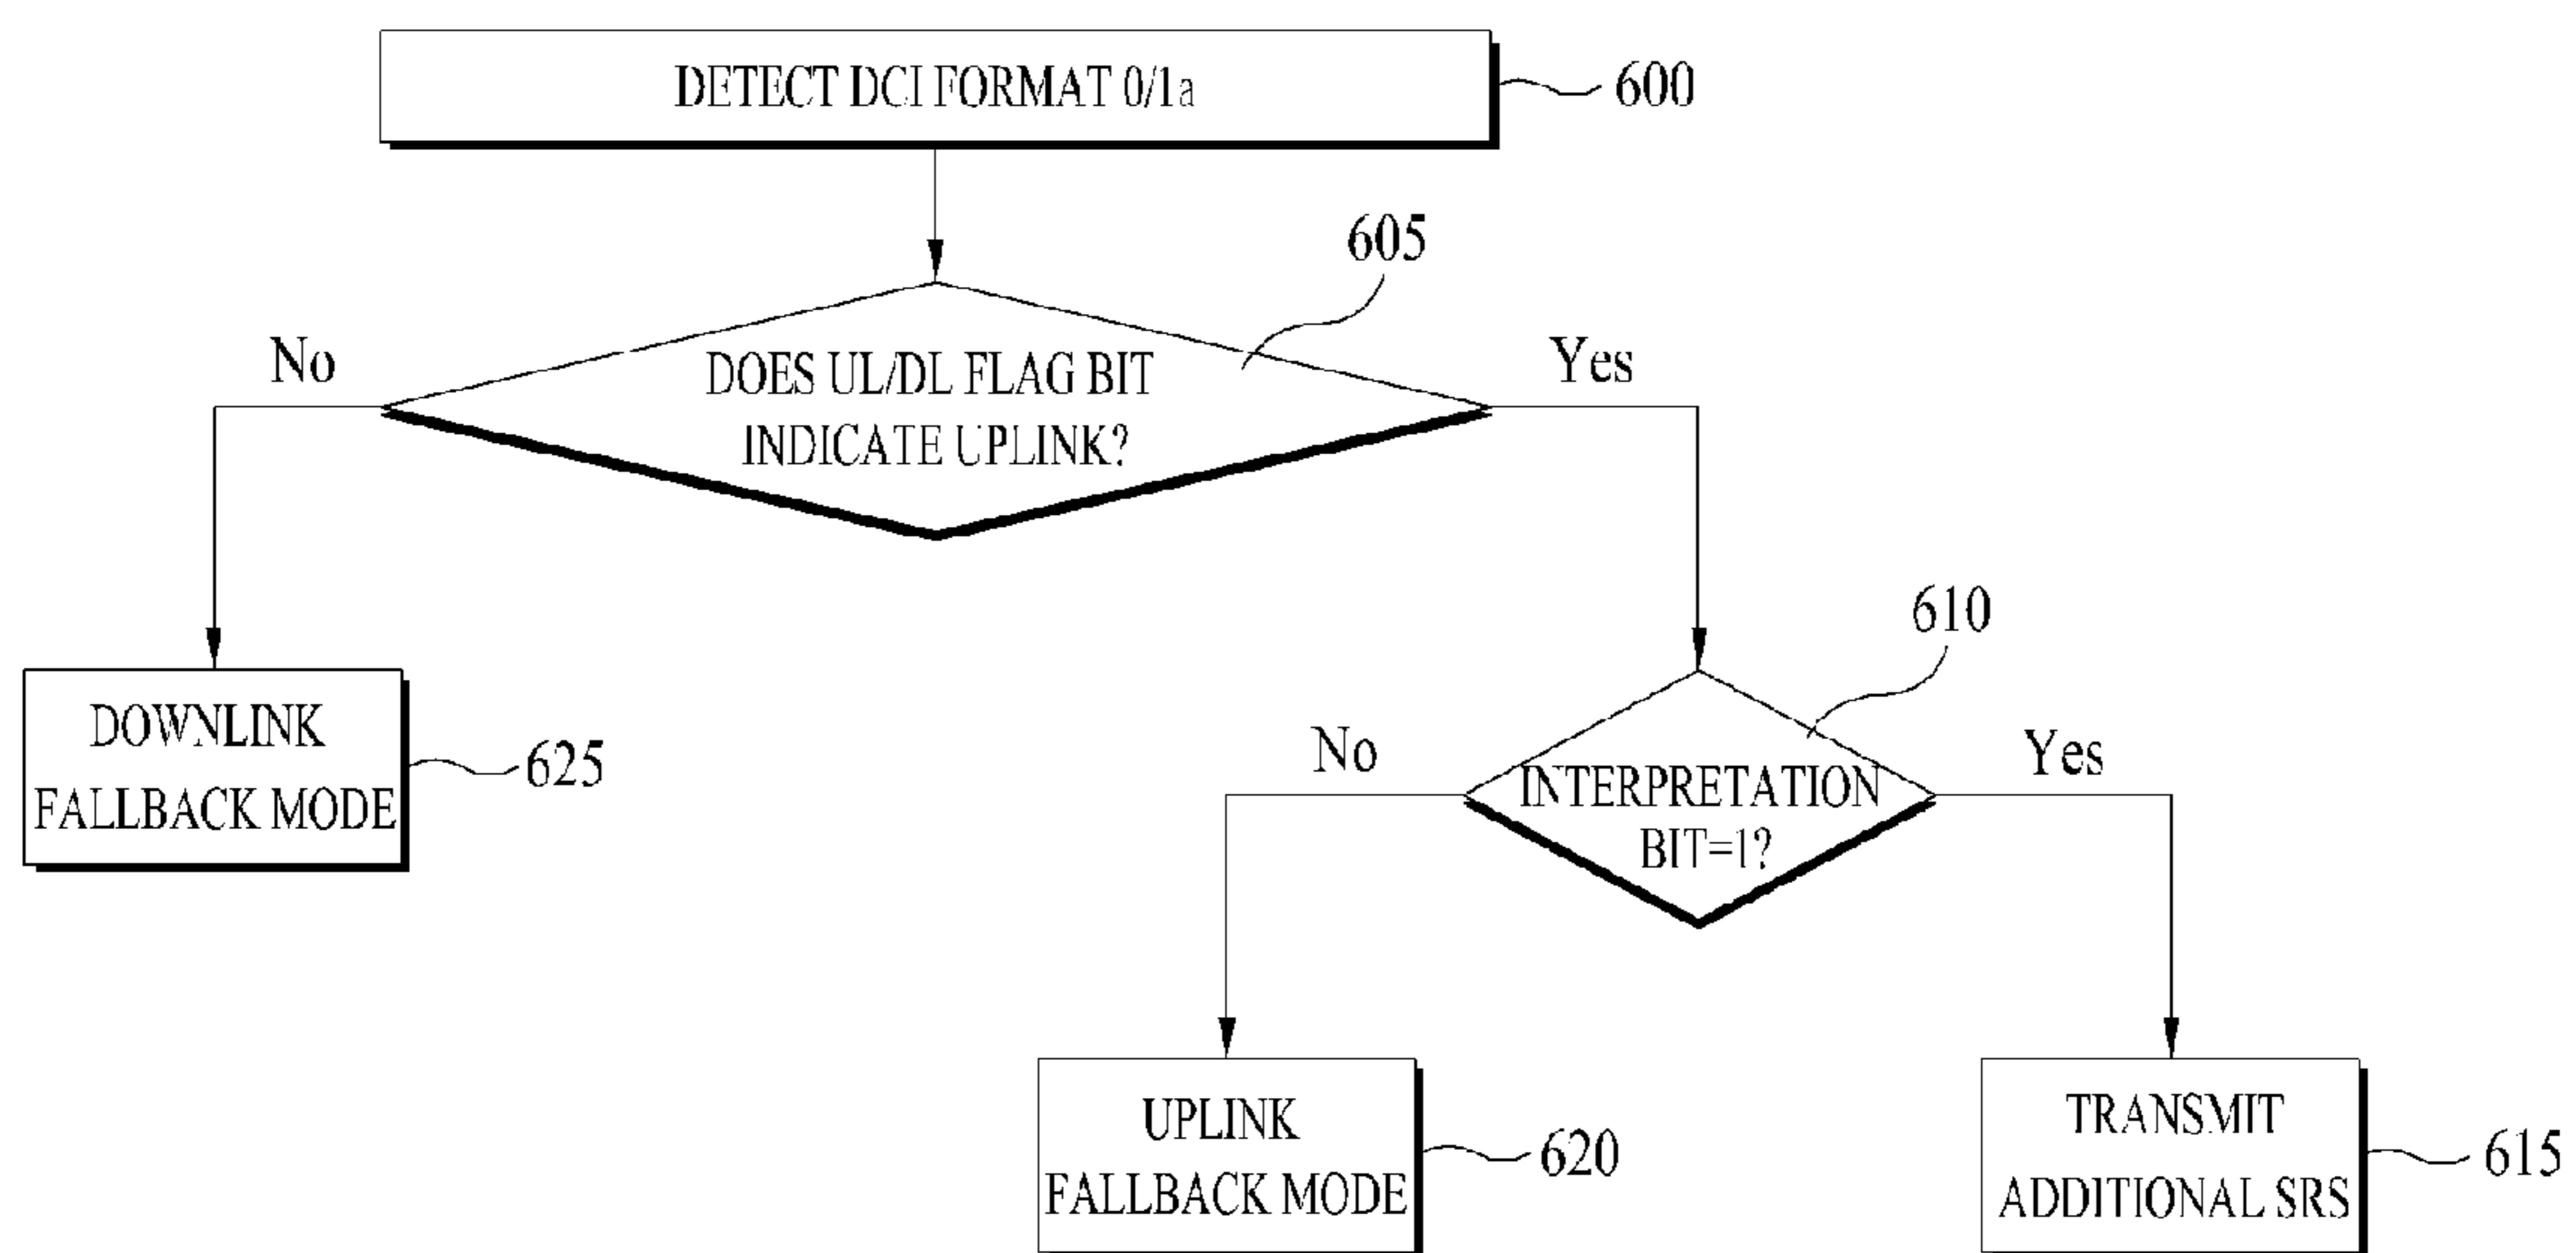 DETECT DCI FORMAT 0/1a
600
605
No
DOES UL/DL FLAG BIT
INDICATE UPLINK?
Yes
610
DOWNLINK
FALLBACK MODE
625
No
INTERPRETATION
BIT=1?
Yes
UPLINK
FALLBACK MODE
620
TRANSMIT
ADDITIONAL SRS
615